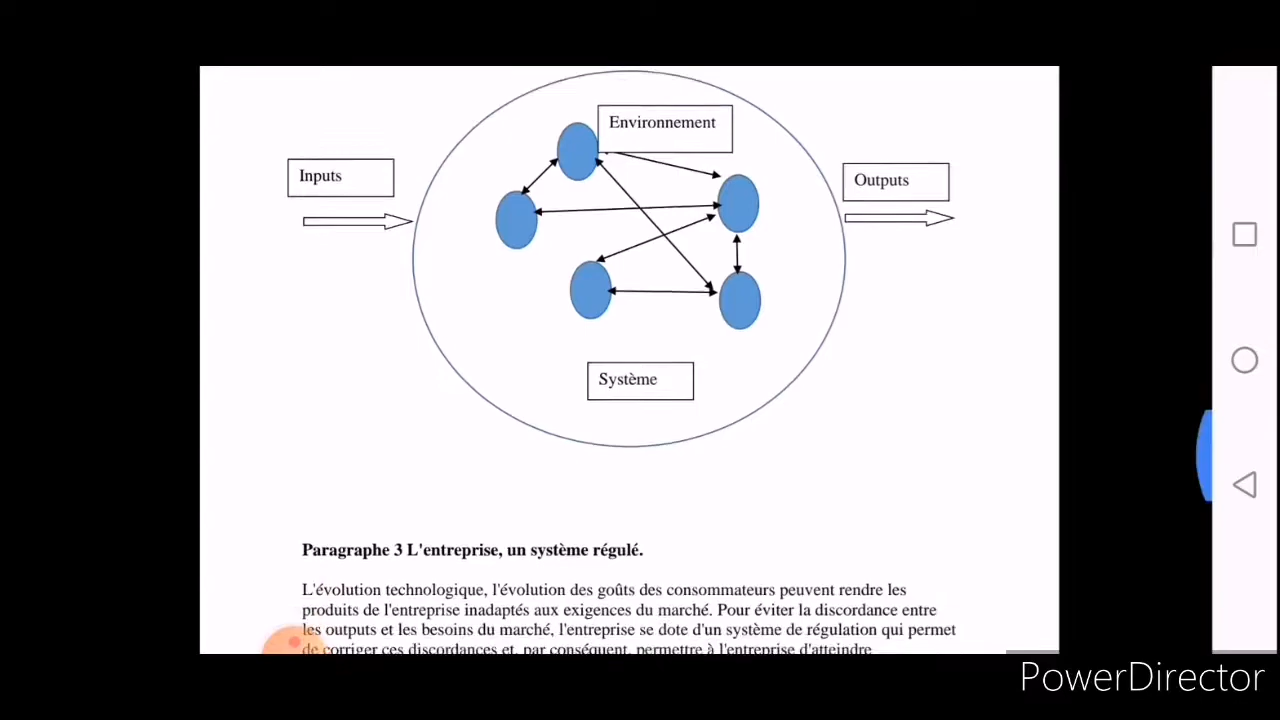 Environnement
Inputs
Outputs
Système
Paragraphe 3 L'entreprise, un système régulé.
L'évolution technologique, l'évolution des goûts des consommateurs peuvent rendre les
produits de l'entreprise inadaptés aux exigences du marché. Pour éviter la discordance entre
les outputs et les besoins du marché, l'entreprise se dote d'un système de régulation qui permet
de corriger ces discordances et, par conséquent, permettre à l'entreprise d'atteindre
PowerDirector